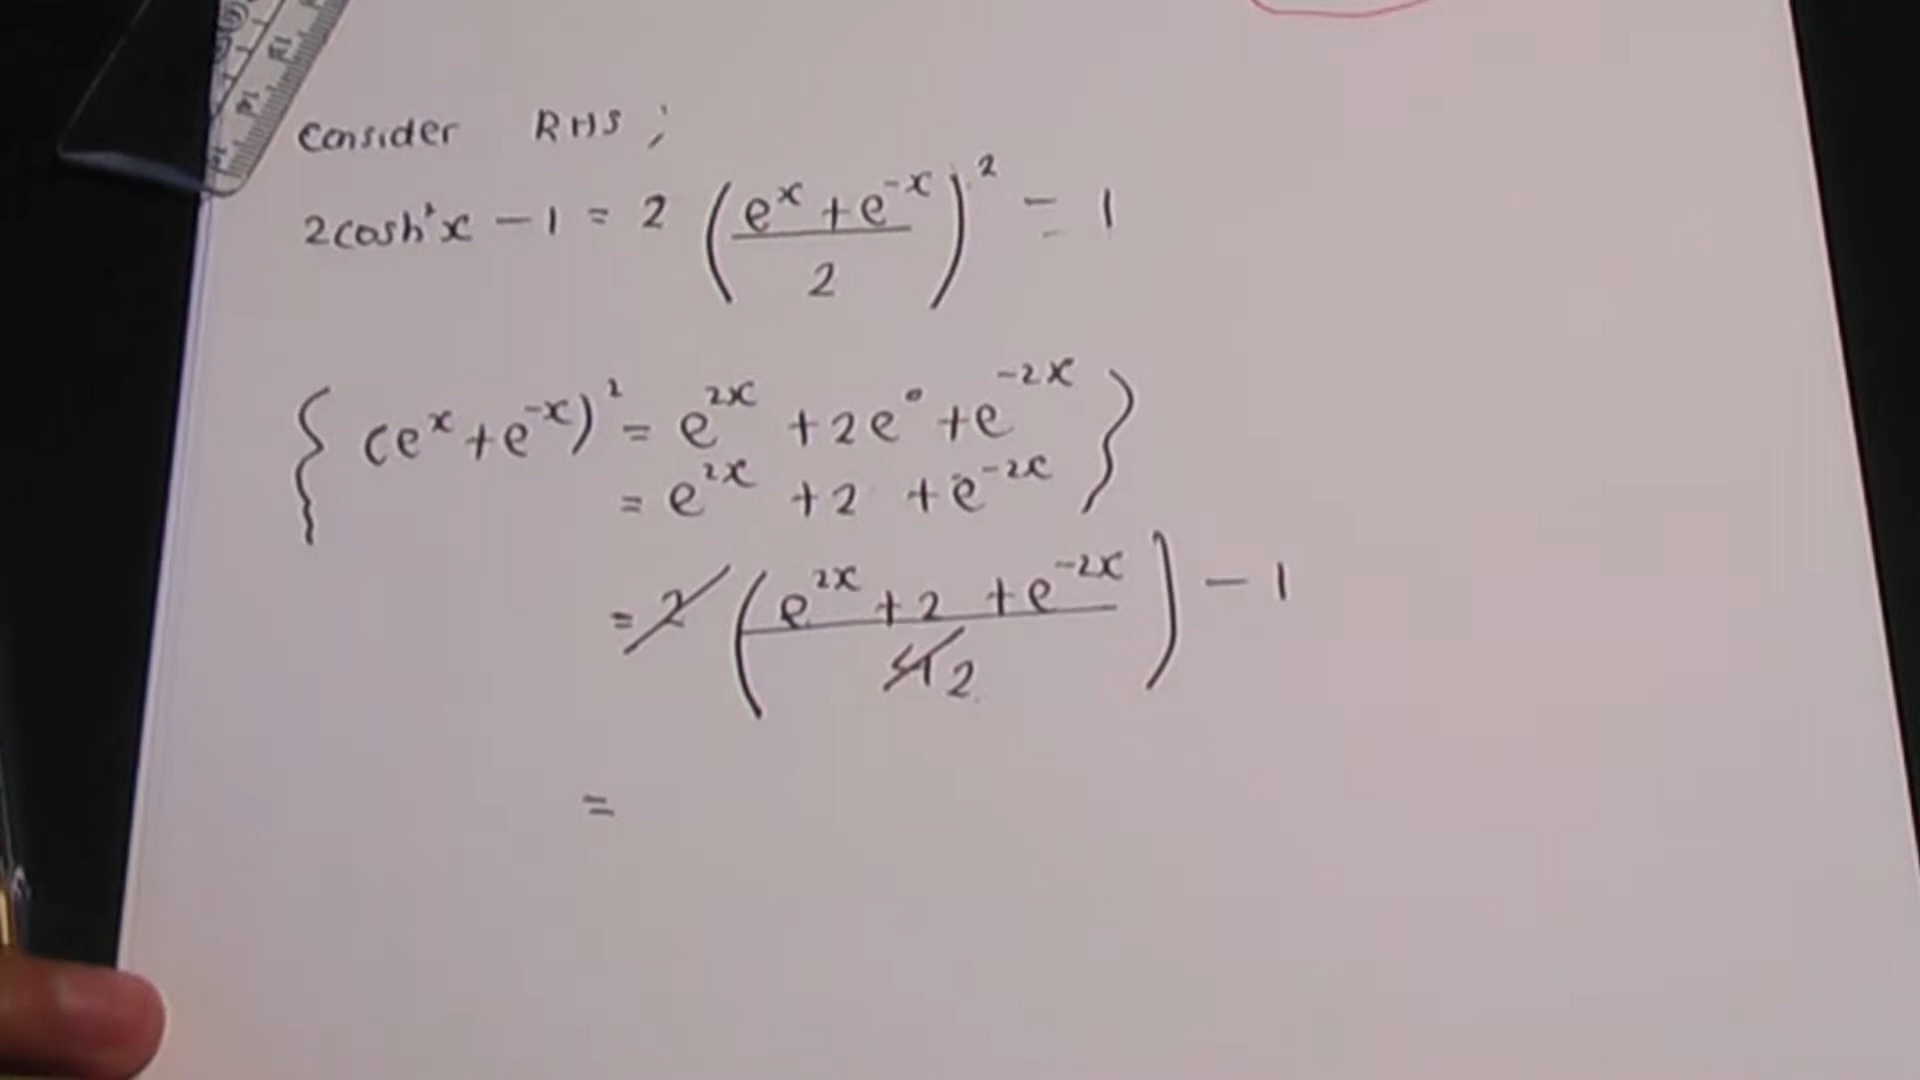 Consider RHS ;
2cosh²x - 1 = 2 ( (e^x + e^-x) / 2 )² = 1
{ (e^x + e^-x)² = e^2x + 2e° + e^-2x }
= e^2x + 2 + e^-2x
= 2 ( (e^2x + 2 + e^-2x) / 4 2 ) - 1
=